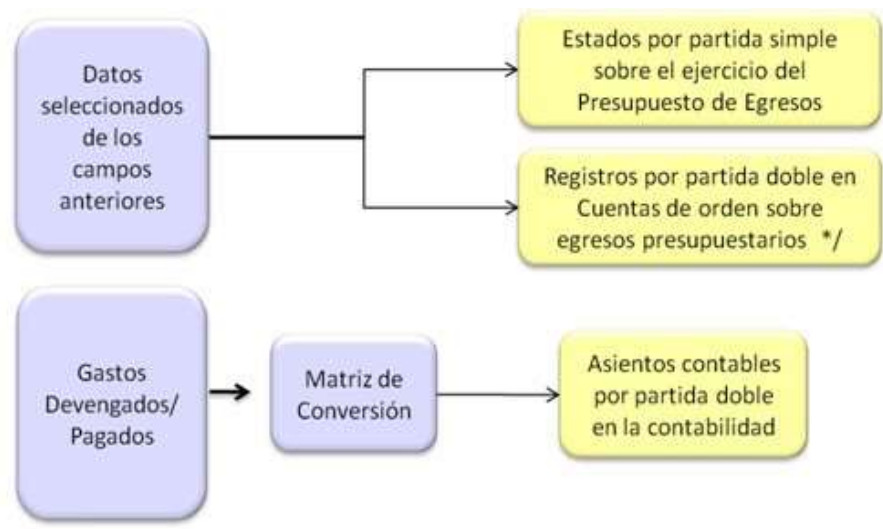 Datos
seleccionados
de los
campos
anteriores
Estados por partida simple
sobre el ejercicio del
Presupuesto de Egresos
Registros por partida doble en
Cuentas de orden sobre
egresos presupuestarios */
Gastos
Devengados/
Pagados
Matriz de
Conversión
Asientos contables
por partida doble
en la contabilidad